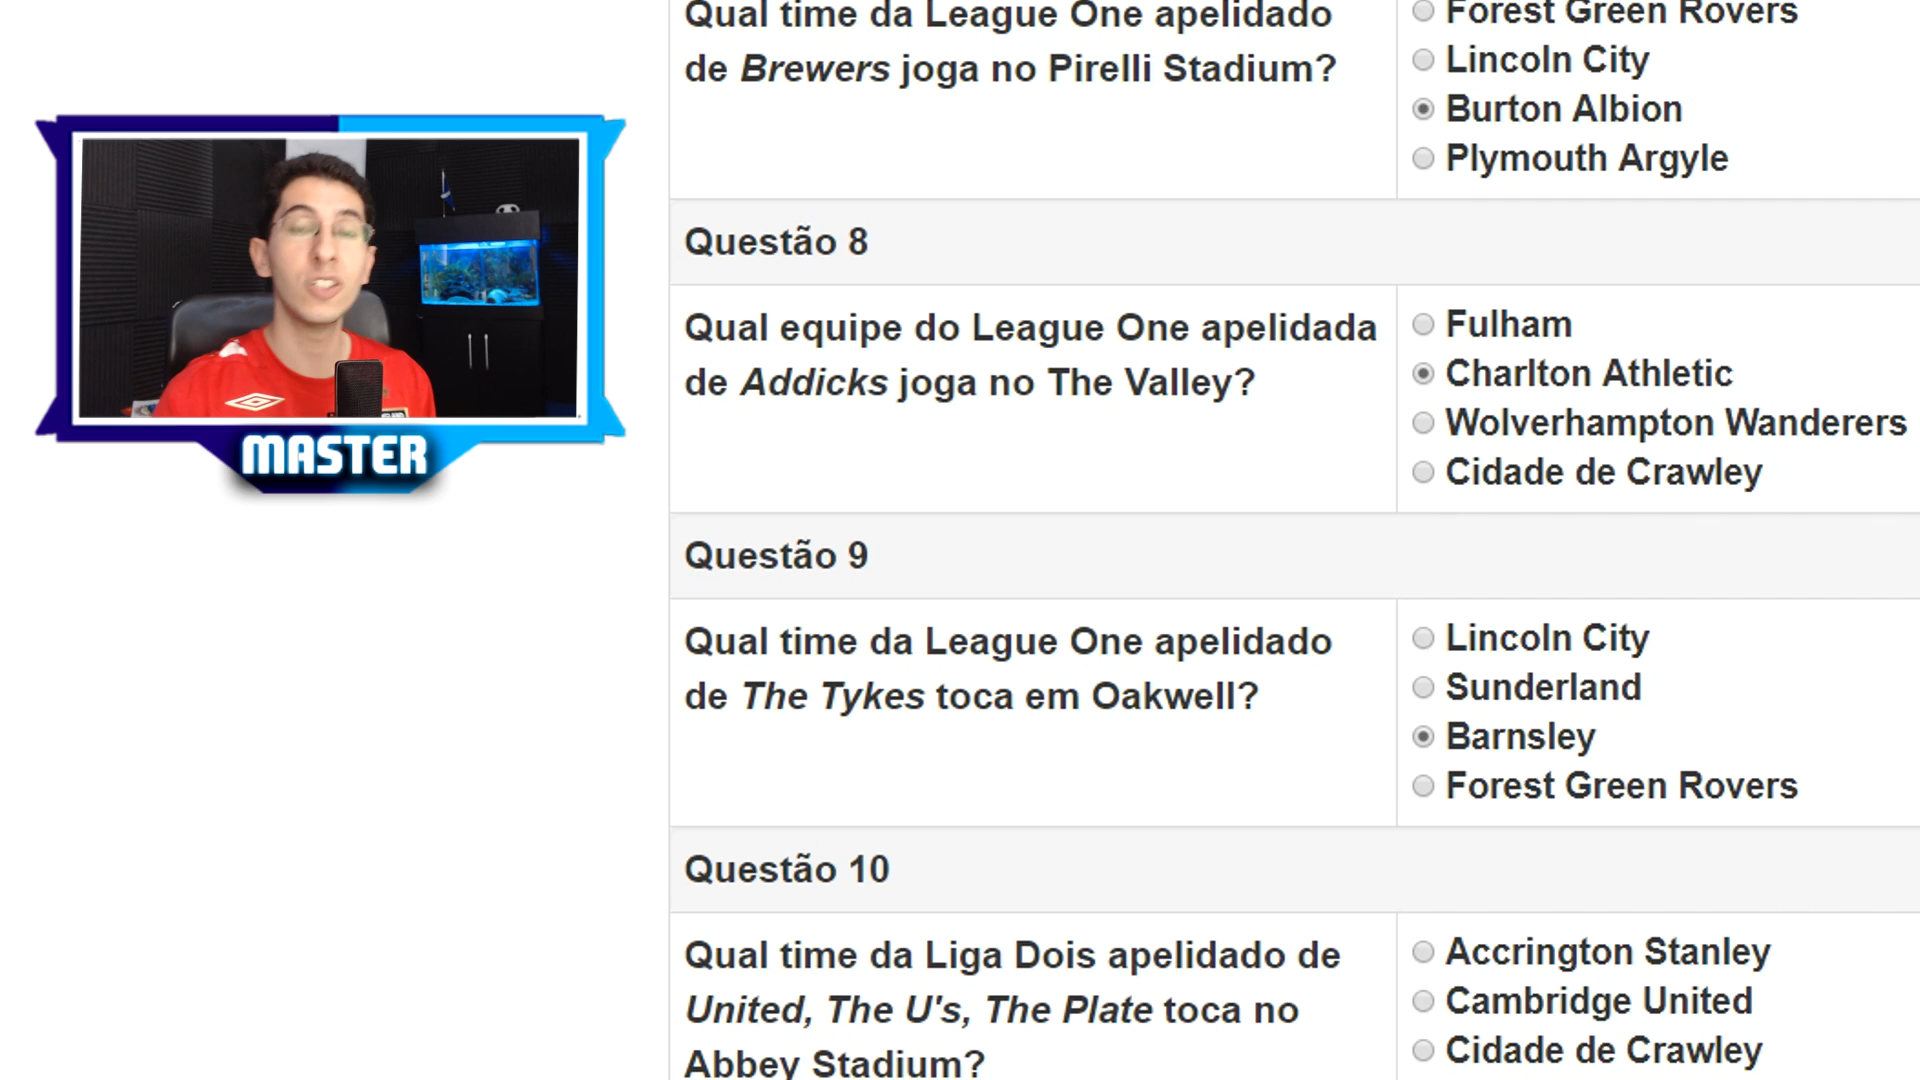 Qual time da League One apelidado
de Brewers joga no Pirelli Stadium?
Forest Green Rovers
Lincoln City
Burton Albion
Plymouth Argyle
MASTER
Questão 8
Qual equipe do League One apelidada
de Addicks joga no The Valley?
Fulham
Charlton Athletic
Wolverhampton Wanderers
Cidade de Crawley
Questão 9
Qual time da League One apelidado
de The Tykes toca em Oakwell?
Lincoln City
Sunderland
Barnsley
Forest Green Rovers
Questão 10
Qual time da Liga Dois apelidado de
United, The U's, The Plate toca no
Abbey Stadium?
Accrington Stanley
Cambridge United
Cidade de Crawley